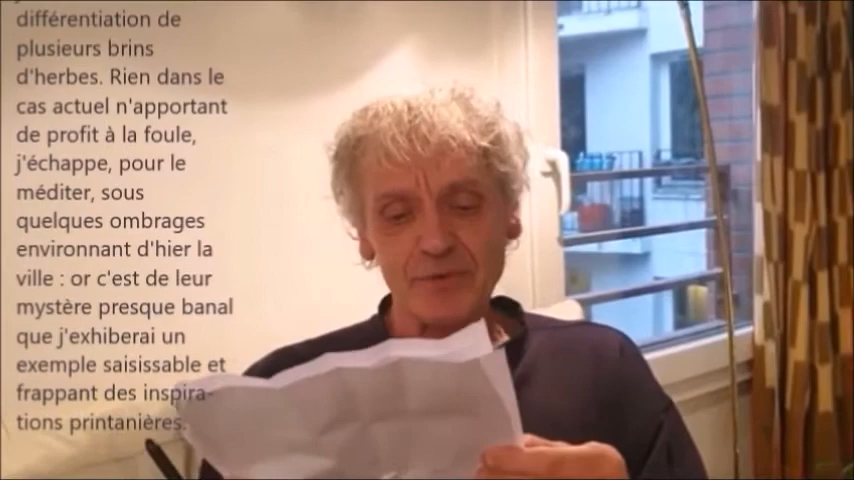 différentiation de
plusieurs brins
d'herbes. Rien dans le
cas actuel n'apportant
de profit à la foule,
j'échappe, pour le
méditer, sous
quelques ombrages
environnant d'hier la
ville : or c'est de leur
mystère presque banal
que j'exhiberai un
exemple saisissable et
frappant des inspira-
tions printanières.